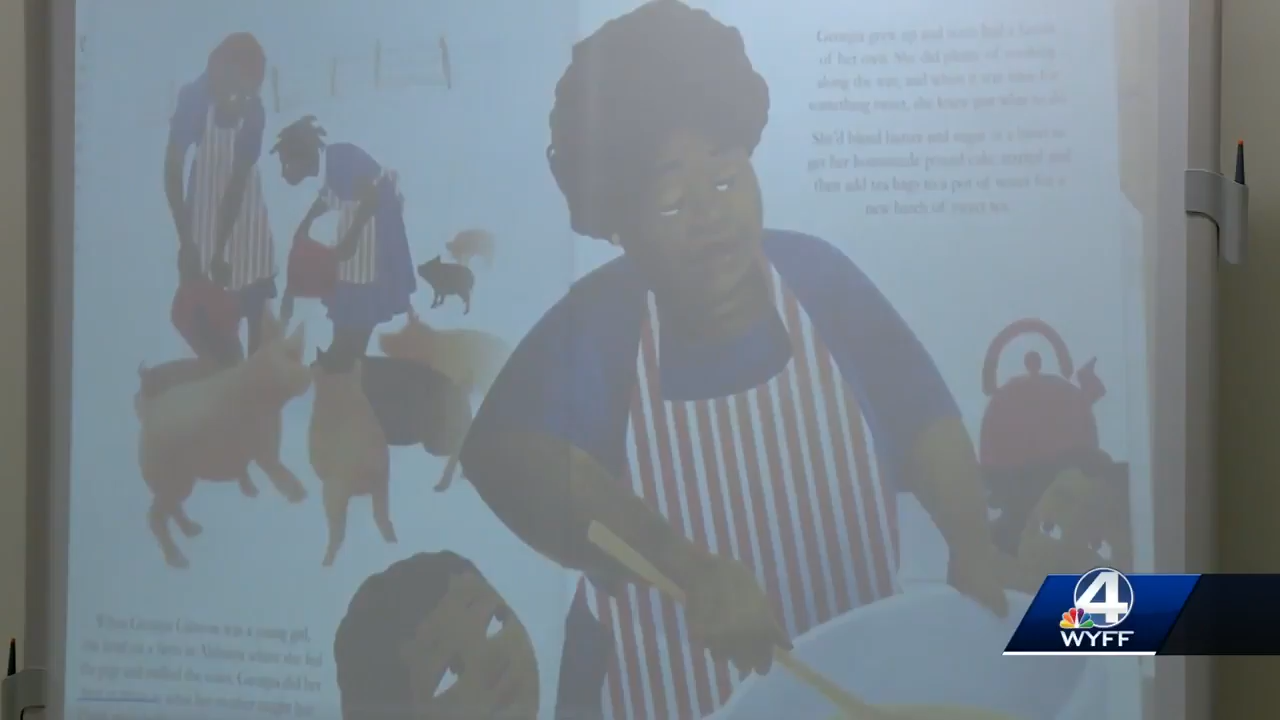 Georgia grew up and soon had a family
of her own. She did plenty of cooking
along the way, and when it was time for
something sweet, she knew just what to do.
She'd blend butter and sugar in a bowl to
get her homemade pound cake started and
then add tea bags to a pot of water for a
new batch of sweet tea.
When Georgia Gilmore was a young girl,
she lived on a farm in Alabama where she fed
the pigs and milked the cows. Georgia did her
4
WYFF